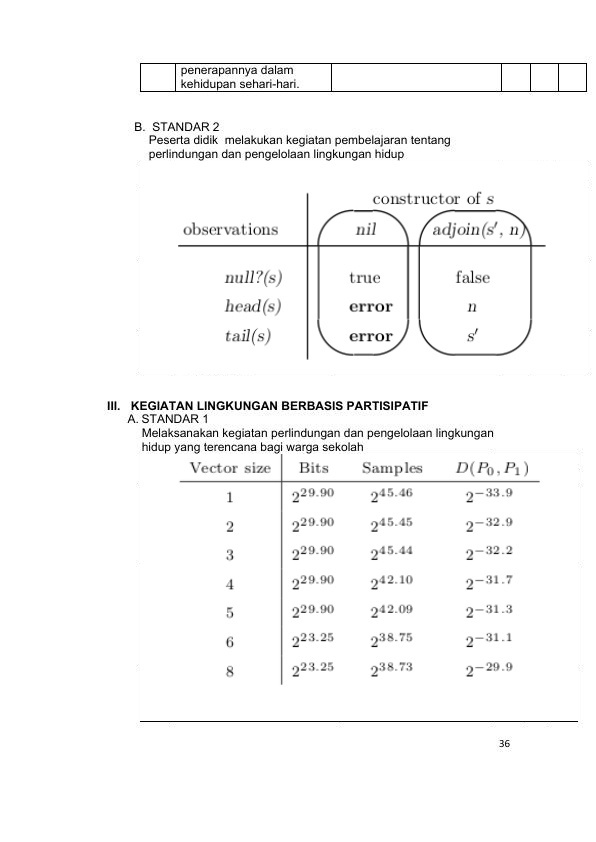 penerapannya dalam
kehidupan sehari-hari.
B. STANDAR 2
Peserta didik melakukan kegiatan pembelajaran tentang
perlindungan dan pengelolaan lingkungan hidup
constructor of s
observations nil adjoin(s′, n)
null?(s) true false
head(s) error n
tail(s) error s′
III. KEGIATAN LINGKUNGAN BERBASIS PARTISIPATIF
A. STANDAR 1
Melaksanakan kegiatan perlindungan dan pengelolaan lingkungan
hidup yang terencana bagi warga sekolah
Vector size Bits Samples D(P₀, P₁)
1 2^29.90 2^45.46 2^−33.9
2 2^29.90 2^45.45 2^−32.9
3 2^29.90 2^45.44 2^−32.2
4 2^29.90 2^42.10 2^−31.7
5 2^29.90 2^42.09 2^−31.3
6 2^23.25 2^38.75 2^−31.1
8 2^23.25 2^38.73 2^−29.9
36